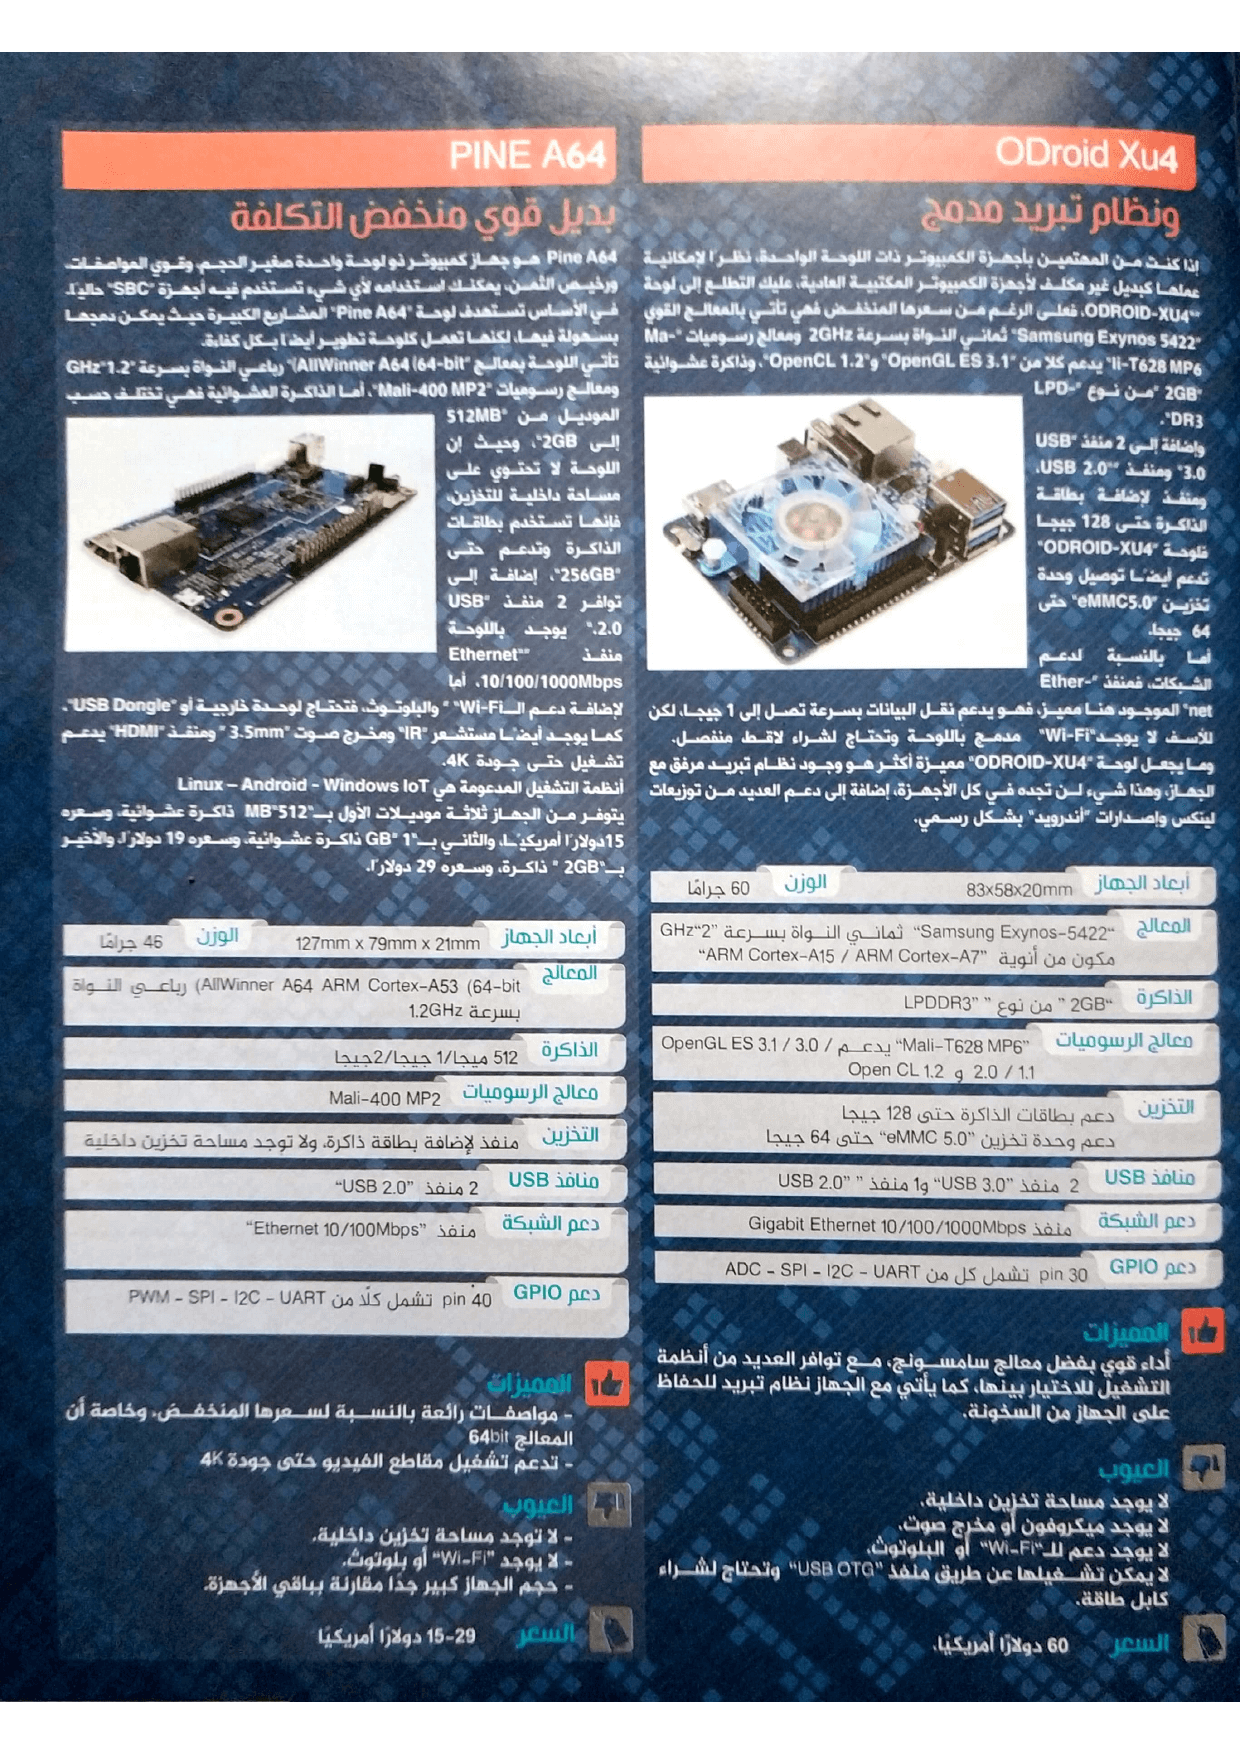 ODroid Xu4
ونظام تبريد مدمج
إذا كنت من المهتمين بأجهزة الكمبيوتر ذات اللوحة الواحدة، نظرًا لإمكانية
عملها كبديل غير مكلف لأجهزة الكمبيوتر المكتبية العادية، عليك التطلع إلى لوحة
"ODROID-XU4"، فعلى الرغم من سعرها المنخفض فهي تأتي بالمعالج القوي
"Samsung Exynos 5422" ثماني النواة بسرعة 2GHz ومعالج رسوميات "Ma-
li-T628 MP6" يدعم كلا من "OpenGL ES 3.1" و"OpenCL 1.2"، وذاكرة عشوائية
"2GB" من نوع "LPD-
DR3".
وإضافة إلى 2 منفذ "USB
3.0" ومنفذ "USB 2.0"،
ومنفذ لإضافة بطاقة
الذاكرة حتى 128 جيجا
فلوحة "ODROID-XU4"
تدعم أيضًا توصيل وحدة
تخزين "eMMC5.0" حتى
64 جيجا.
أما بالنسبة لدعم
الشبكات، فمنفذ "Ether-
net" الموجود هنا مميز، فهو يدعم نقل البيانات بسرعة تصل إلى 1 جيجا، لكن
للأسف لا يوجد "Wi-Fi" مدمج باللوحة وتحتاج لشراء لاقط منفصل.
وما يجعل لوحة "ODROID-XU4" مميزة أكثر هو وجود نظام تبريد مرفق مع
الجهاز، وهذا شيء لن تجده في كل الأجهزة، إضافة إلى دعم العديد من توزيعات
لينكس وإصدارات "أندرويد" بشكل رسمي.
أبعاد الجهاز 83x58x20mm الوزن 60 جرامًا
المعالج "Samsung Exynos-5422" ثماني النواة بسرعة "2"GHz
مكون من أنوية "ARM Cortex-A15 / ARM Cortex-A7"
الذاكرة "2GB" من نوع "LPDDR3"
معالج الرسوميات "Mali-T628 MP6" يدعم OpenGL ES 3.1 / 3.0 /
2.0 / 1.1 و Open CL 1.2
التخزين دعم بطاقات الذاكرة حتى 128 جيجا
دعم وحدة تخزين "eMMC 5.0" حتى 64 جيجا
منافذ USB 2 منفذ "USB 3.0" و1 منفذ "USB 2.0"
دعم الشبكة منفذ Gigabit Ethernet 10/100/1000Mbps
دعم GPIO 30 pin تشمل كل من ADC - SPI - I2C - UART
المميزات
أداء قوي بفضل معالج سامسونج، مع توافر العديد من أنظمة
التشغيل للاختيار بينها، كما يأتي مع الجهاز نظام تبريد للحفاظ
على الجهاز من السخونة.
العيوب
لا يوجد مساحة تخزين داخلية.
لا يوجد ميكروفون أو مخرج صوت.
لا يوجد دعم للـ"Wi-Fi" أو البلوتوث.
لا يمكن تشغيلها عن طريق منفذ "USB OTG" وتحتاج لشراء
كابل طاقة.
السعر 60 دولارًا أمريكيًا.
PINE A64
بديل قوي منخفض التكلفة
Pine A64 هو جهاز كمبيوتر ذو لوحة واحدة صغير الحجم، وقوي المواصفات،
ورخيص الثمن، يمكنك استخدامه لأي شيء تستخدم فيه أجهزة "SBC" حاليًا.
في الأساس تستهدف لوحة "Pine A64" المشاريع الكبيرة حيث يمكن دمجها
بسهولة فيها، لكنها تعمل كلوحة تطوير أيضًا بكل كفاءة.
تأتي اللوحة بمعالج "AllWinner A64 (64-bit)" رباعي النواة بسرعة "1.2"GHz
ومعالج رسوميات "Mali-400 MP2"، أما الذاكرة العشوائية فهي تختلف حسب
الموديل من "512MB
إلى 2GB"، وحيث إن
اللوحة لا تحتوي على
مساحة داخلية للتخزين،
فإنها تستخدم بطاقات
الذاكرة وتدعم حتى
"256GB"، إضافة إلى
توافر 2 منفذ "USB
2.0". يوجد باللوحة
منفذ "Ethernet"
10/100/1000Mbps، أما
لإضافة دعم الـ"Wi-Fi" والبلوتوث، فتحتاج لوحدة خارجية أو "USB Dongle"،
كما يوجد أيضًا مستشعر "IR" ومخرج صوت "3.5mm" ومنفذ "HDMI" يدعم
تشغيل حتى جودة 4K.
أنظمة التشغيل المدعومة هي Linux – Android - Windows IoT
يتوفر من الجهاز ثلاثة موديلات الأول بـ"512"MB ذاكرة عشوائية، وسعره
15دولارًا أمريكيًا، والثاني بـ"1 GB" ذاكرة عشوائية، وسعره 19 دولارًا، والأخير
بـ"2GB" ذاكرة، وسعره 29 دولارًا.
أبعاد الجهاز 127mm x 79mm x 21mm الوزن 46 جرامًا
المعالج AllWinner A64 ARM Cortex-A53 (64-bit) رباعي النواة
بسرعة 1.2GHz
الذاكرة 512 ميجا/1 جيجا/2جيجا
معالج الرسوميات Mali-400 MP2
التخزين منفذ لإضافة بطاقة ذاكرة، ولا توجد مساحة تخزين داخلية
منافذ USB 2 منفذ "USB 2.0"
دعم الشبكة منفذ "Ethernet 10/100Mbps"
دعم GPIO 40 pin تشمل كلًا من PWM - SPI - I2C - UART
المميزات
- مواصفات رائعة بالنسبة لسعرها المنخفض، وخاصة أن
المعالج 64bit
- تدعم تشغيل مقاطع الفيديو حتى جودة 4K
العيوب
- لا توجد مساحة تخزين داخلية.
- لا يوجد "Wi-Fi" أو بلوتوث.
- حجم الجهاز كبير جدًا مقارنة بباقي الأجهزة.
السعر 15-29 دولارًا أمريكيًا